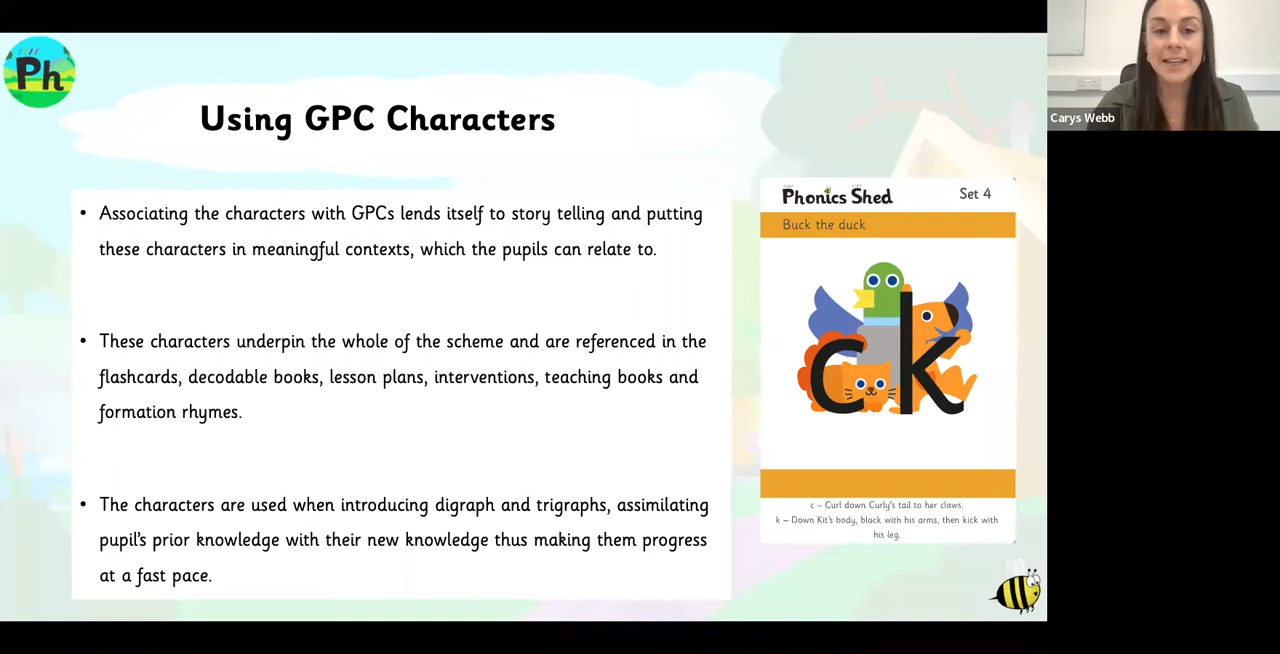 Ph
Using GPC Characters
• Associating the characters with GPCs lends itself to story telling and putting
these characters in meaningful contexts, which the pupils can relate to.
• These characters underpin the whole of the scheme and are referenced in the
flashcards, decodable books, lesson plans, interventions, teaching books and
formation rhymes.
• The characters are used when introducing digraph and trigraphs, assimilating
pupil's prior knowledge with their new knowledge thus making them progress
at a fast pace.
Phonics Shed
Set 4
Buck the duck
ck
c – Curl down Curly's tail to her claws.
k – Down Kit's body, block with his arms, then kick with
his leg.
Carys Webb